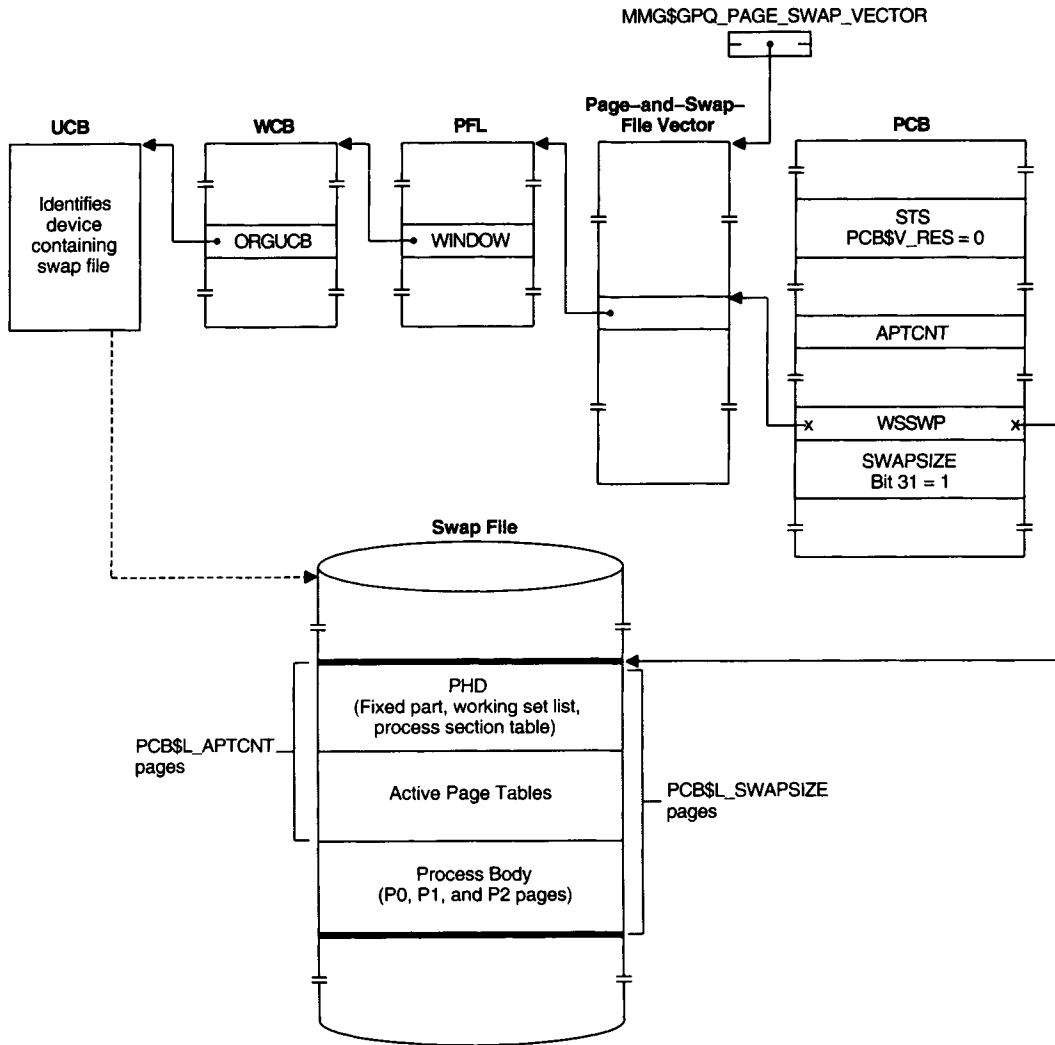 MMG$GPQ_PAGE_SWAP_VECTOR
UCB
WCB
PFL
Page–and–Swap–
File Vector
PCB
Identifies
device
containing
swap file
ORGUCB
WINDOW
STS
PCB$V_RES = 0
APTCNT
WSSWP
x
x
SWAPSIZE
Bit 31 = 1
Swap File
PHD
(Fixed part, working set list,
process section table)
PCB$L_APTCNT
pages
Active Page Tables
PCB$L_SWAPSIZE
pages
Process Body
(P0, P1, and P2 pages)